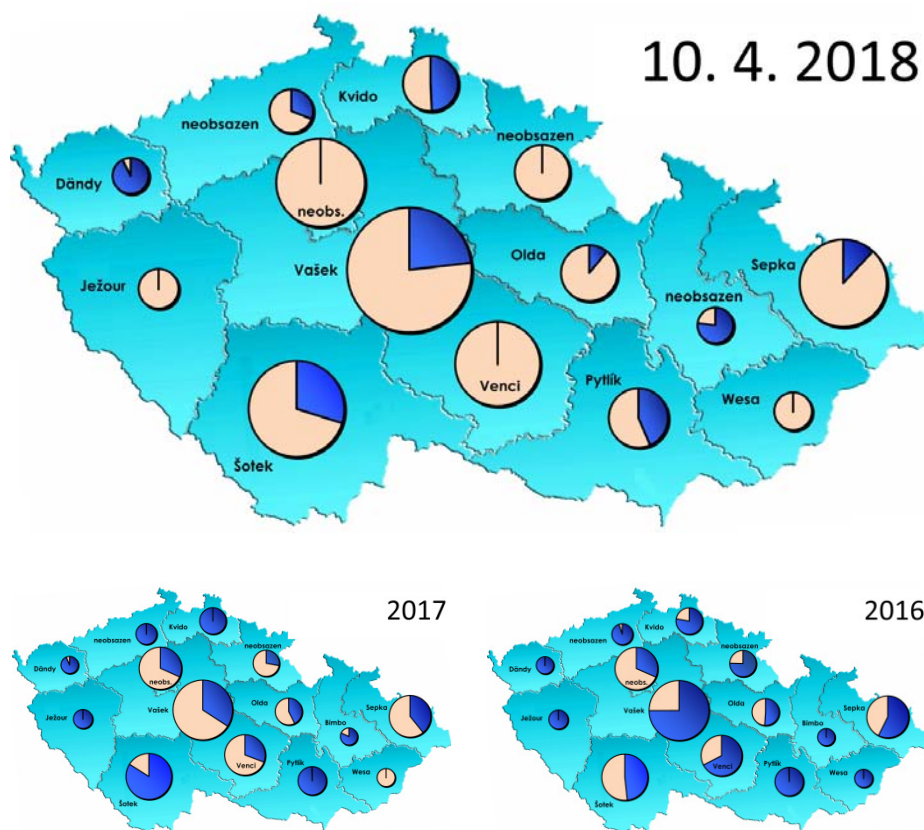 10. 4. 2018
Kvido
neobsazen
neobsazen
Dändy
neobs.
Vašek
Olda
Sepka
Ježour
neobsazen
Venci
Pytlík
Wesa
Šotek
2017
Kvido
neobsazen
neobsazen
Dändy
neobs.
Vašek
Olda
Sepka
Ježour
Bimbo
Venci
Pytlík
Wesa
Šotek
2016
Kvido
neobsazen
neobsazen
Dändy
neobs.
Vašek
Olda
Sepka
Ježour
Bimbo
Venci
Pytlík
Wesa
Šotek